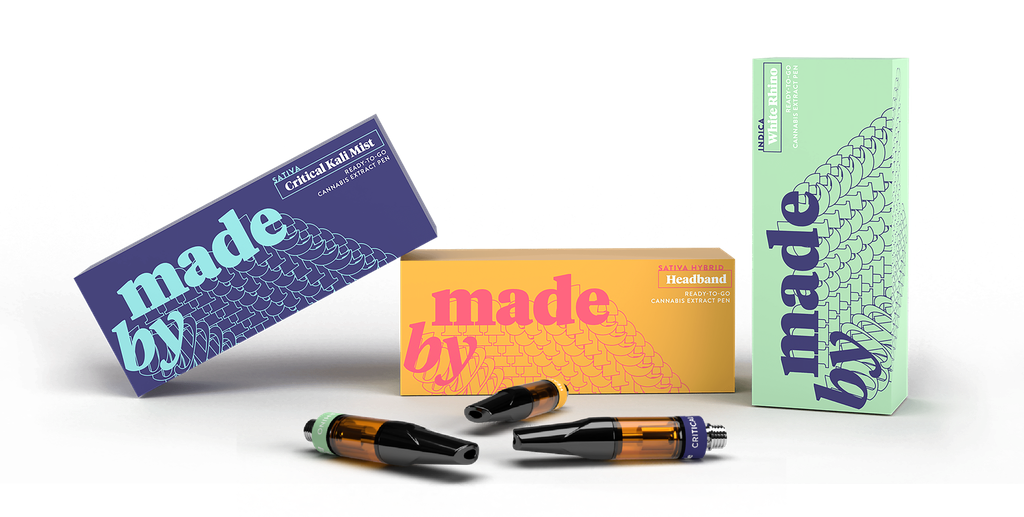 SATIVA
Critical Kali Mist
READY-TO-GO
CANNABIS EXTRACT PEN
made
by
SATIVA HYBRID
Headband
READY-TO-GO
CANNABIS EXTRACT PEN
made
by
INDICA
White Rhino
READY-TO-GO
CANNABIS EXTRACT PEN
made
by
CRITICAL